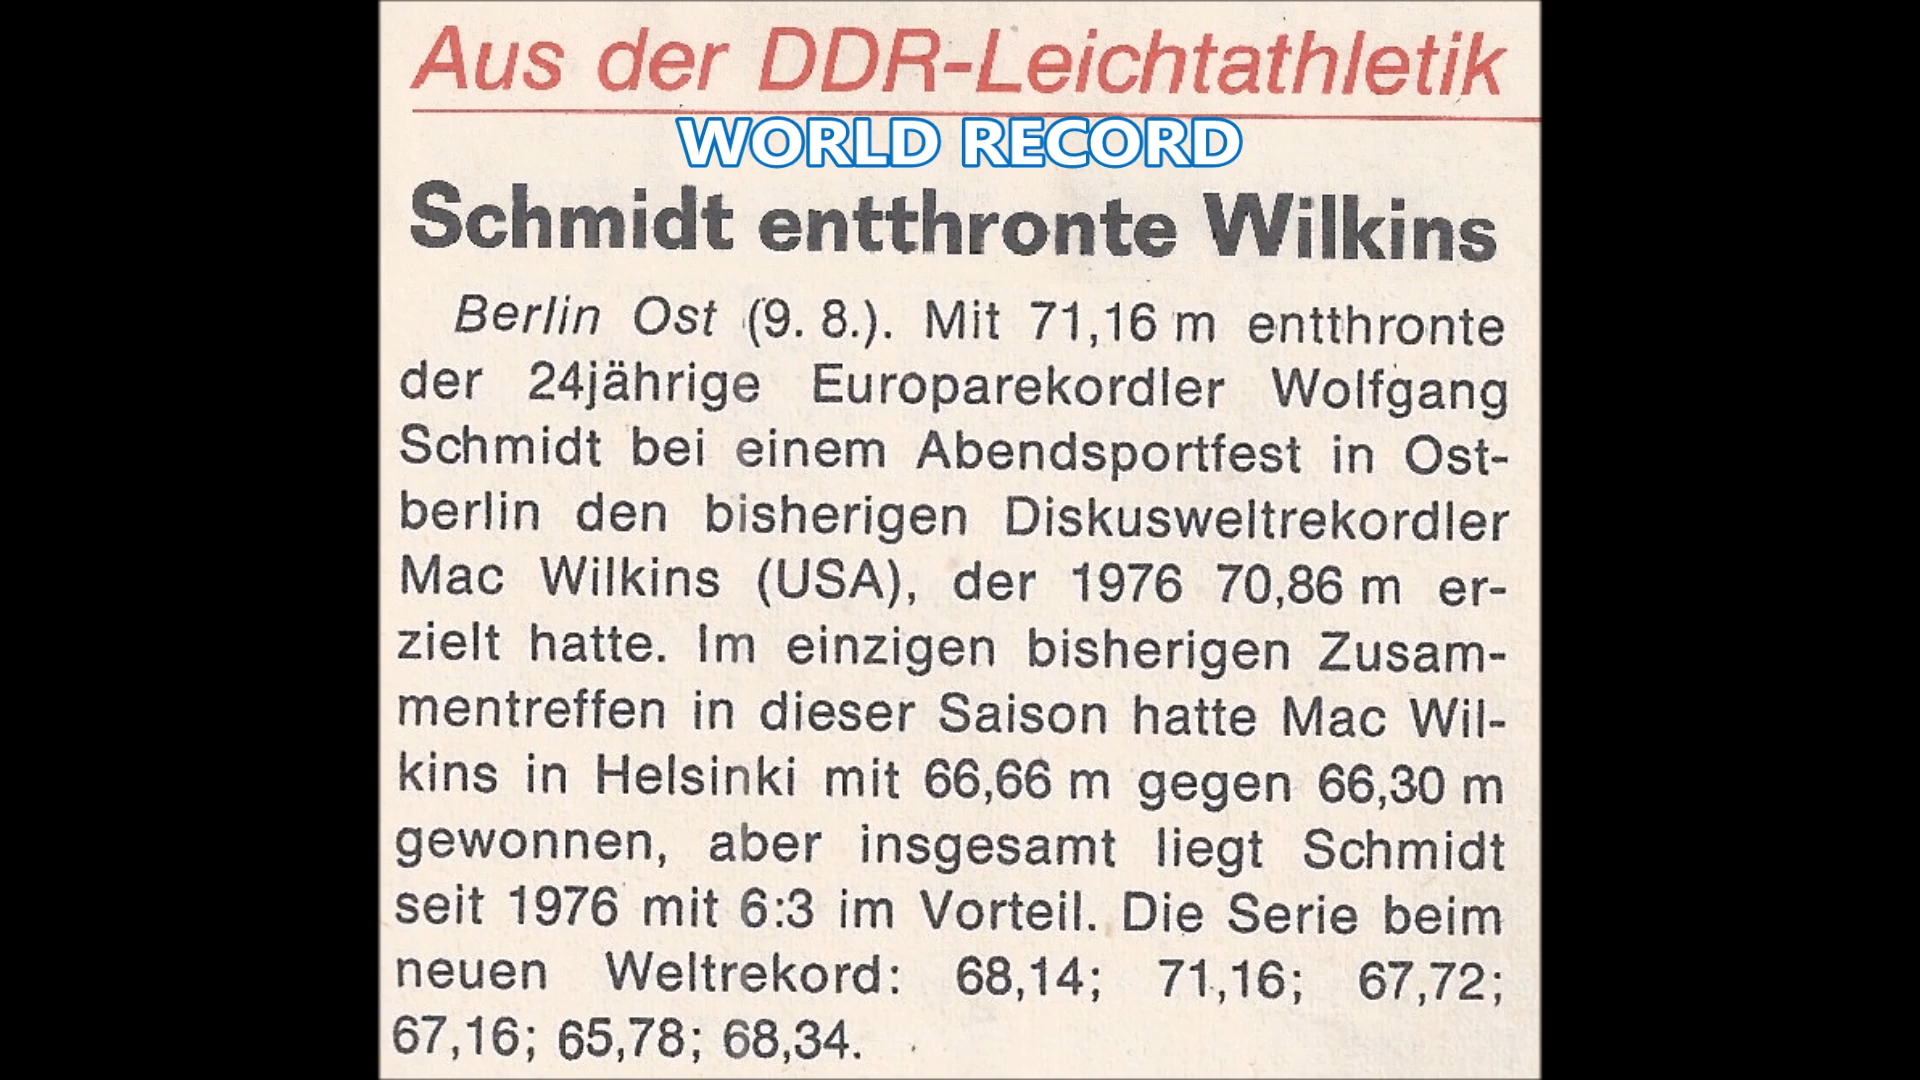 Aus der DDR-Leichtathletik
WORLD RECORD
Schmidt entthronte Wilkins
Berlin Ost (9. 8.). Mit 71,16 m entthronte
der 24jährige Europarekordler Wolfgang
Schmidt bei einem Abendsportfest in Ost-
berlin den bisherigen Diskusweltrekordler
Mac Wilkins (USA), der 1976 70,86 m er-
zielt hatte. Im einzigen bisherigen Zusam-
mentreffen in dieser Saison hatte Mac Wil-
kins in Helsinki mit 66,66 m gegen 66,30 m
gewonnen, aber insgesamt liegt Schmidt
seit 1976 mit 6:3 im Vorteil. Die Serie beim
neuen Weltrekord: 68,14; 71,16; 67,72;
67,16; 65,78; 68,34.